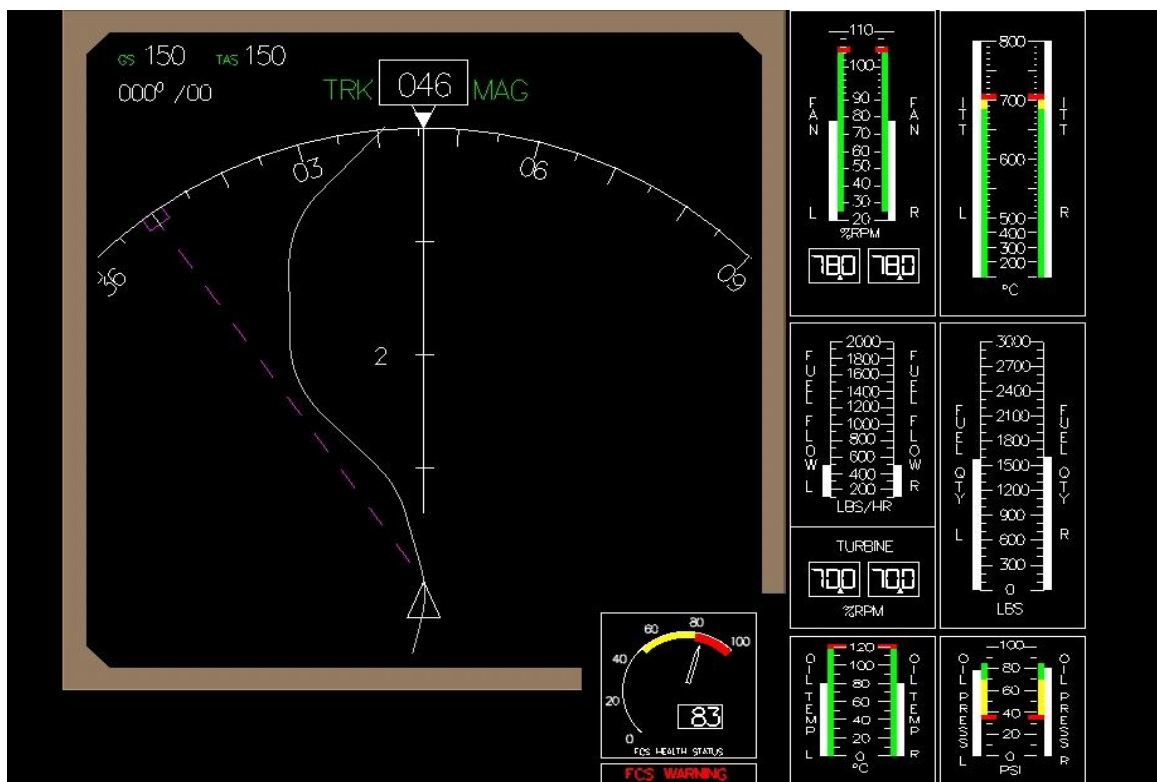 GS 150 TAS 150
000° /00
TRK 046 MAG
36
03
06
09
2
110
100
90
80
70
60
50
40
30
20
FAN L
FAN R
%RPM
78.0 78.0
800
700
600
500
400
300
200
ITT L
ITT R
°C
2000
1800
1600
1400
1200
1000
800
600
400
200
FUEL FLOW L
FUEL FLOW R
LBS/HR
TURBINE
70.0 70.0
%RPM
3000
2700
2400
2100
1800
1500
1200
900
600
300
0
FUEL QTY L
FUEL QTY R
LBS
0
20
40
60
80
100
83
FCS HEALTH STATUS
FCS WARNING
120
100
80
60
40
20
0
OIL TEMP L
OIL TEMP R
°C
100
80
60
40
20
0
OIL PRESS L
OIL PRESS R
PSI